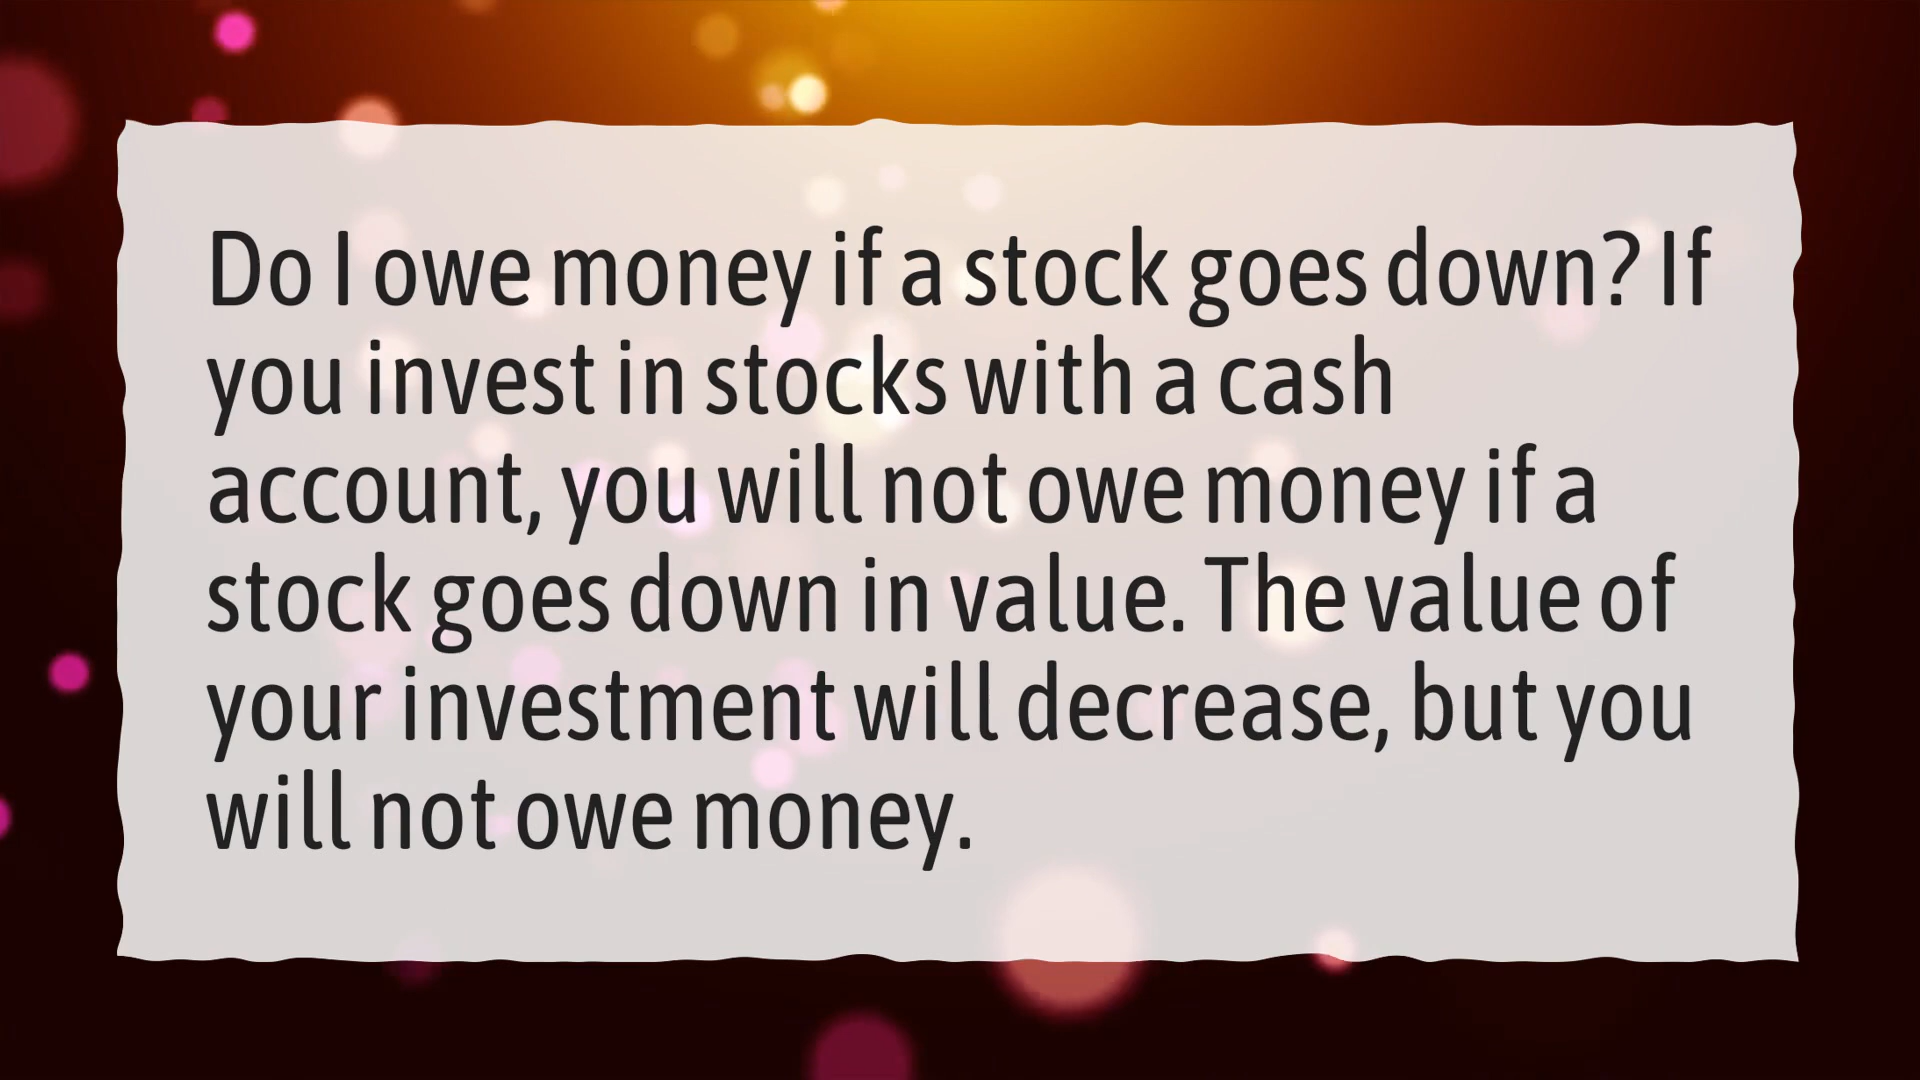 Do I owe money if a stock goes down? If
you invest in stocks with a cash
account, you will not owe money if a
stock goes down in value. The value of
your investment will decrease, but you
will not owe money.